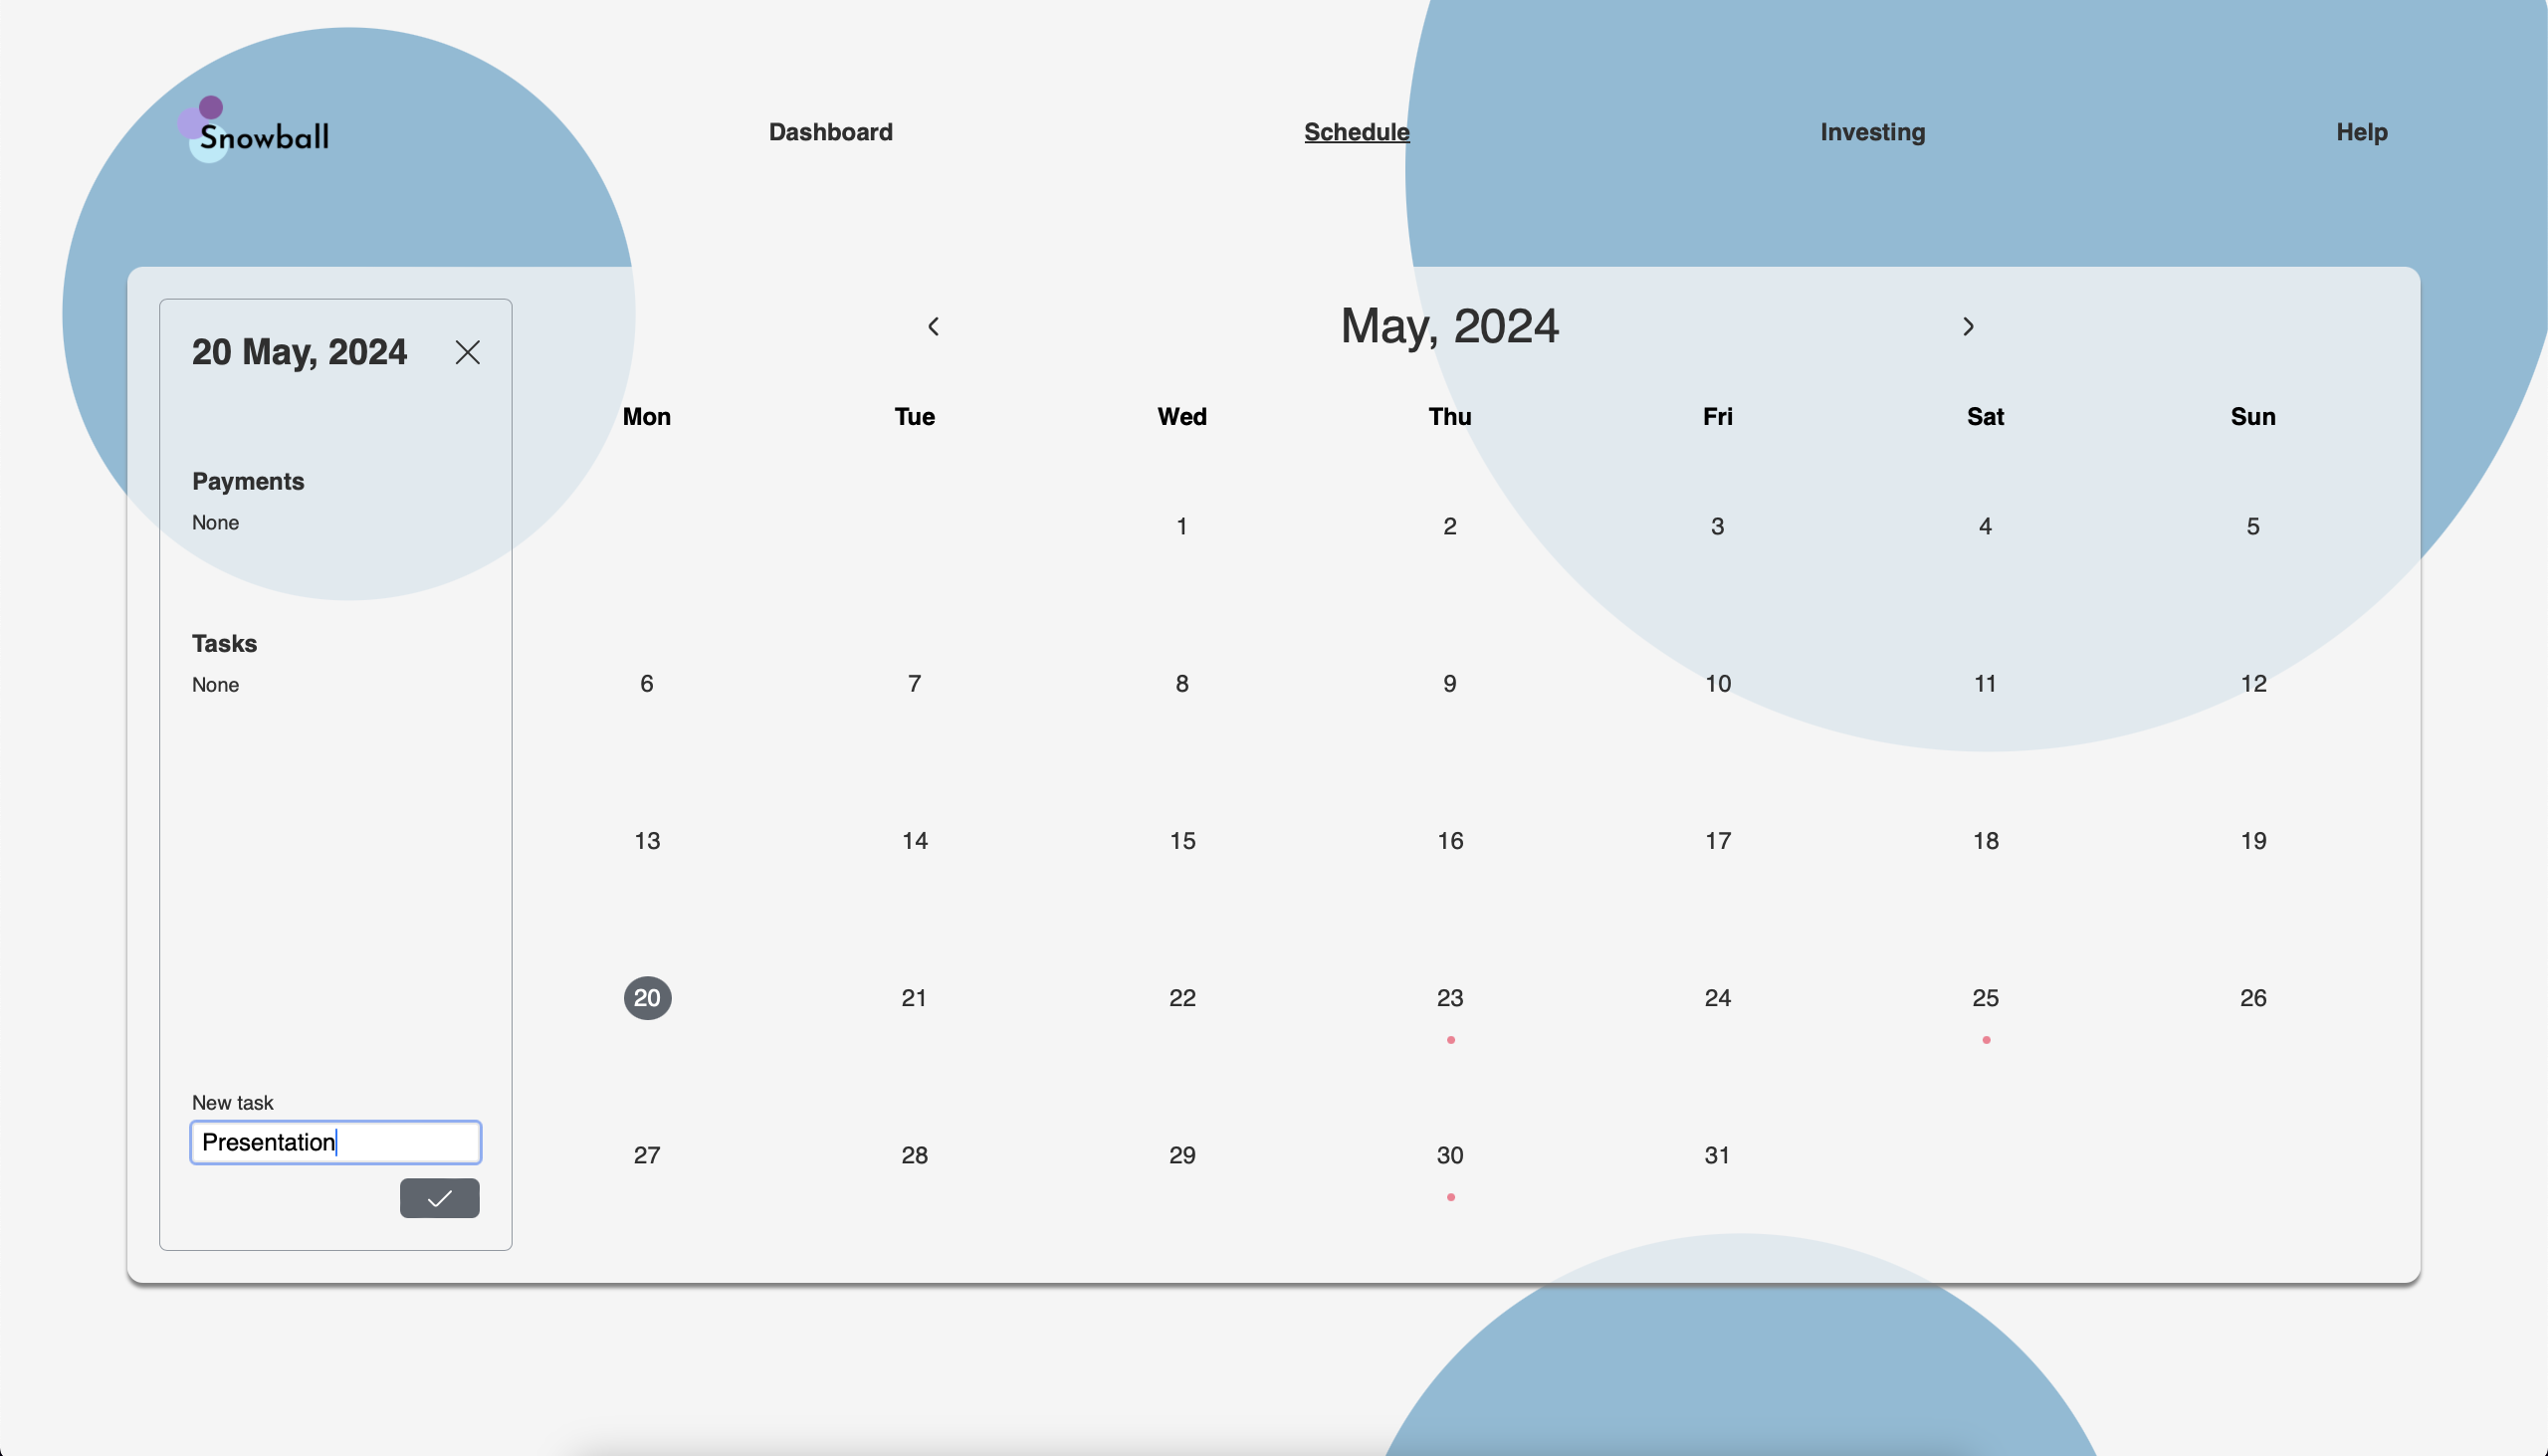 Snowball
Dashboard
Schedule
Investing
Help
20 May, 2024
Payments
None
Tasks
None
New task
Presentation
May, 2024
Mon Tue Wed Thu Fri Sat Sun
1 2 3 4 5
6 7 8 9 10 11 12
13 14 15 16 17 18 19
20 21 22 23 24 25 26
27 28 29 30 31